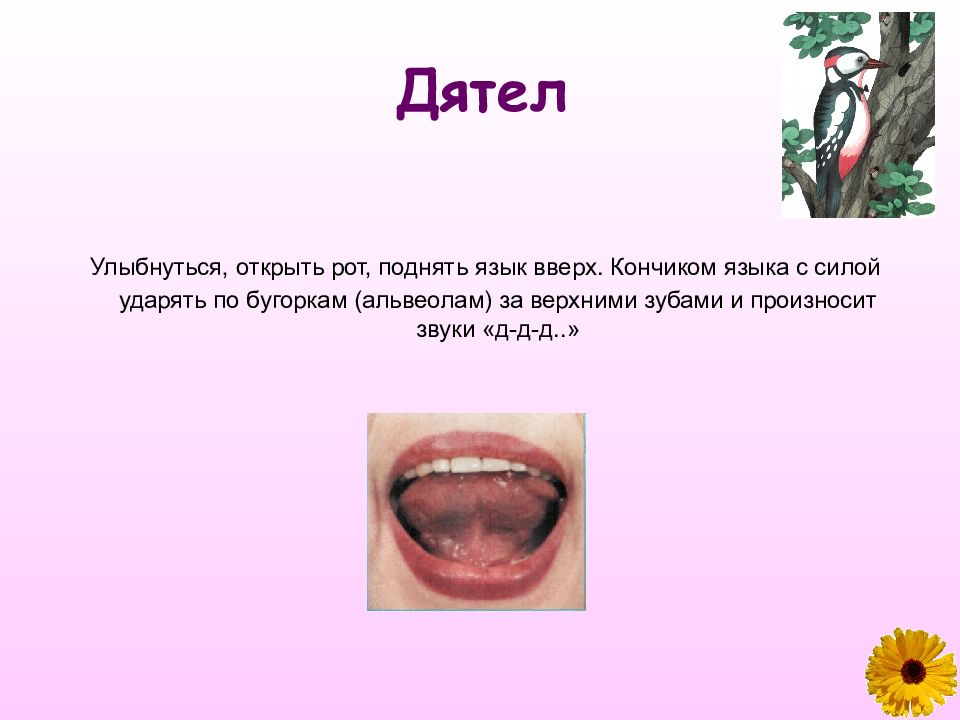 Дятел
Улыбнуться, открыть рот, поднять язык вверх. Кончиком языка с силой
ударять по бугоркам (альвеолам) за верхними зубами и произносит
звуки «д-д-д..»